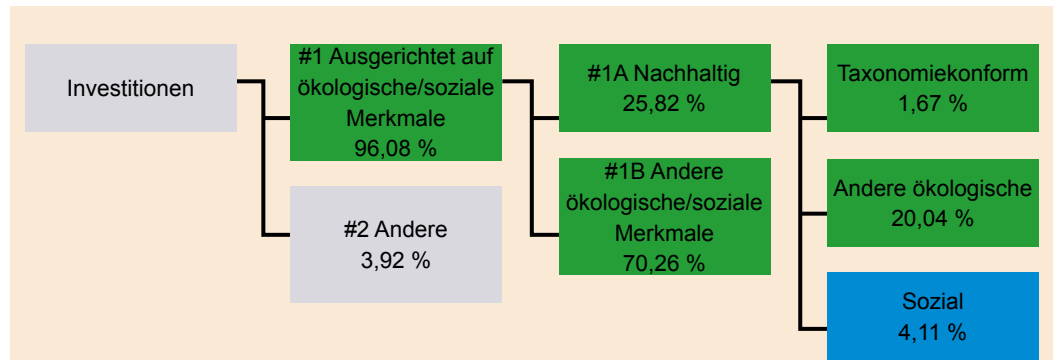 Investitionen
#1 Ausgerichtet auf
ökologische/soziale
Merkmale
96,08 %
#2 Andere
3,92 %
#1A Nachhaltig
25,82 %
#1B Andere
ökologische/soziale
Merkmale
70,26 %
Taxonomiekonform
1,67 %
Andere ökologische
20,04 %
Sozial
4,11 %